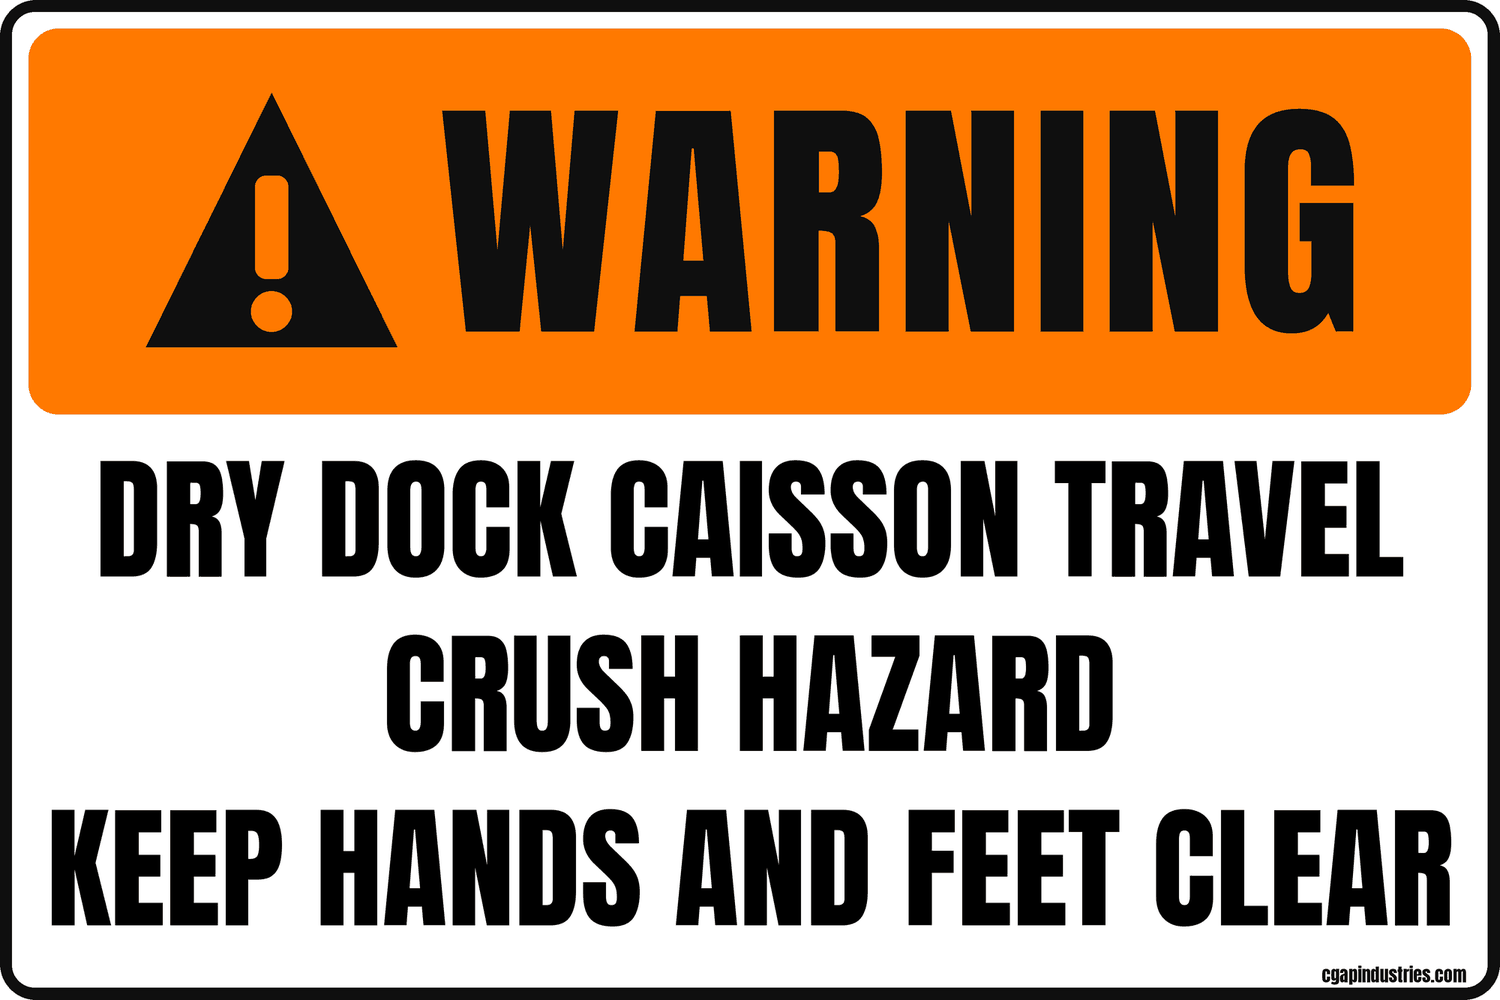 WARNING
DRY DOCK CAISSON TRAVEL
CRUSH HAZARD
KEEP HANDS AND FEET CLEAR
cgapindustries.com